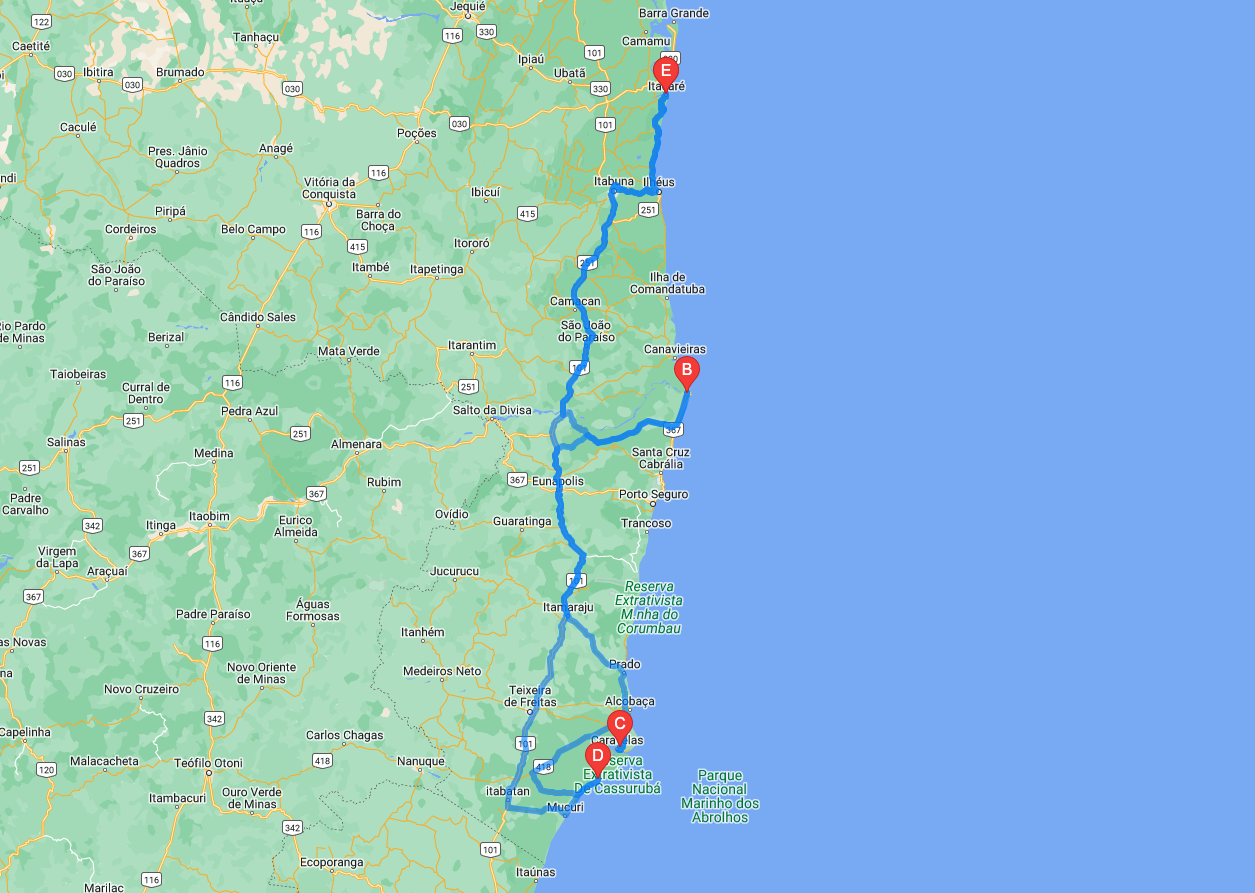 Ituaçu
Jequié
Barra Grande
122
116
330
Tanhaçu
Camamu
Caetité
101
Ipiaú
030
Ibitira
Brumado
Ubatã
E
030
030
330
Itacaré
Caculé
030
101
Poções
Pres. Jânio
Quadros
Anagé
116
Vitória da
Conquista
Itabuna
Ilhéus
Ibicuí
Piripá
Barra do
Choça
415
251
Cordeiros
Belo Campo
116
415
Itororó
São João
do Paraíso
Itambé
Itapetinga
251
Ilha de
Comandatuba
Camacan
Cândido Sales
São João
do Paraíso
Rio Pardo
de Minas
Berizal
Mata Verde
Itarantim
Canavieiras
Taiobeiras
116
101
B
Curral de
Dentro
251
Pedra Azul
Salto da Divisa
251
251
367
Salinas
Almenara
Medina
Santa Cruz
Cabrália
251
Rubim
367
Eunápolis
Padre
Carvalho
367
Porto Seguro
342
Itinga
Itaobim
Eurico
Almeida
Ovídio
Guaratinga
Trancoso
Virgem
da Lapa
367
Araçuaí
Jucurucu
101
367
Reserva
Extrativista
M.nha do
Corumbau
Padre Paraíso
Águas
Formosas
Itamaraju
116
Itanhém
Novo Oriente
de Minas
Medeiros Neto
Prado
Novo Cruzeiro
Teixeira
de Freitas
Alcobaça
342
C
Capelinha
Carlos Chagas
101
Caravelas
D
120
Malacacheta
Teófilo Otoni
418
Nanuque
418
Reserva
Extrativista
De Cassurubá
Parque
Nacional
Marinho dos
Abrolhos
Itambacuri
Ouro Verde
de Minas
itabatan
Mucuri
342
101
Ecoporanga
Itaúnas
116
Marilac